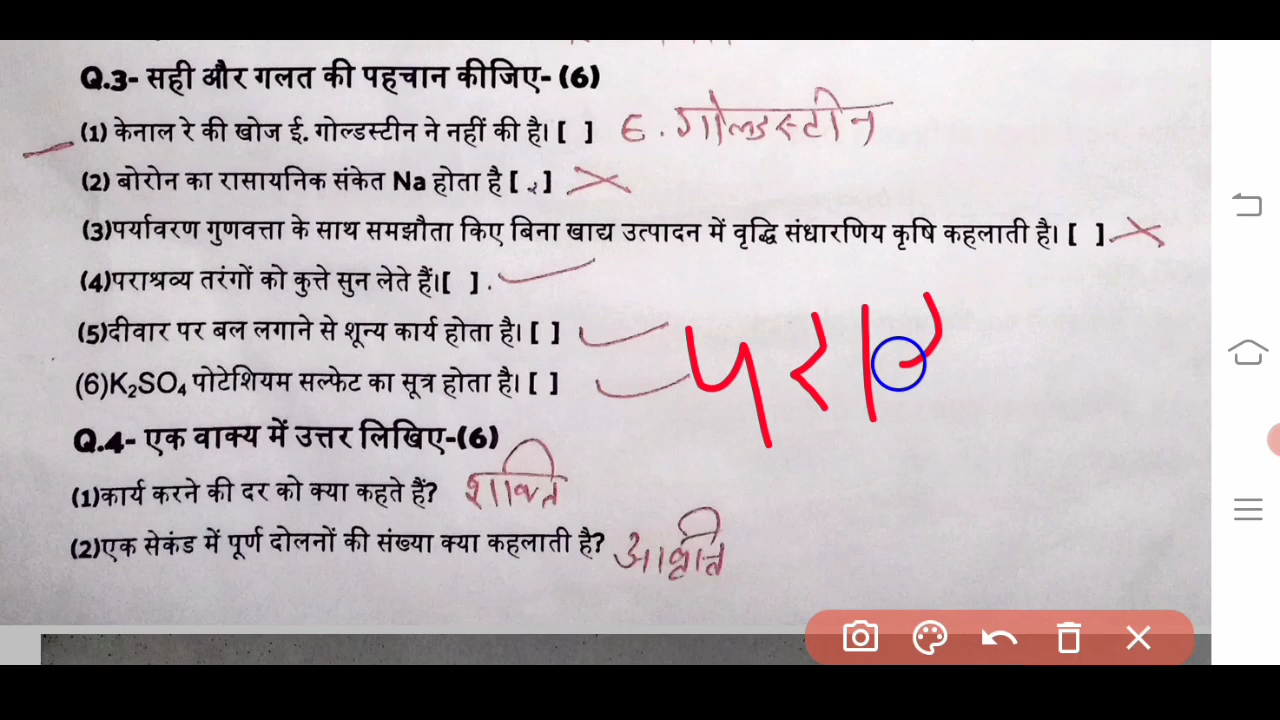 Q.3- सही और गलत की पहचान कीजिए- (6)
(1) केनाल रे की खोज ई. गोल्डस्टीन ने नहीं की है। [ ] E. गोल्डस्टीन
(2) बोरोन का रासायनिक संकेत Na होता है [ ]
(3)पर्यावरण गुणवत्ता के साथ समझौता किए बिना खाद्य उत्पादन में वृद्धि संधारणिय कृषि कहलाती है। [ ]
(4)पराश्रव्य तरंगों को कुत्ते सुन लेते हैं।[ ] .
(5)दीवार पर बल लगाने से शून्य कार्य होता है। [ ]
(6)K₂SO₄ पोटेशियम सल्फेट का सूत्र होता है। [ ]
परा
Q.4- एक वाक्य में उत्तर लिखिए-(6)
(1)कार्य करने की दर को क्या कहते हैं? शक्ति
(2)एक सेकंड में पूर्ण दोलनों की संख्या क्या कहलाती है? आवृत्ति